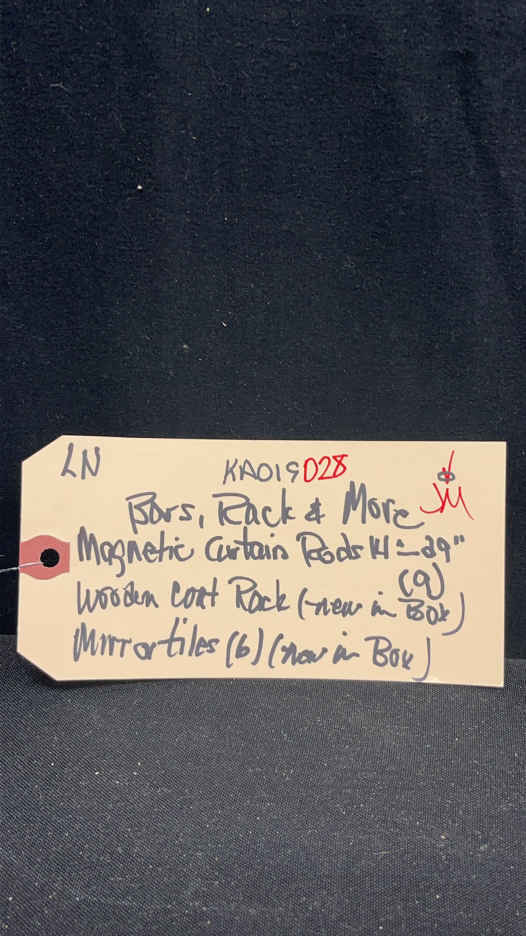 LN
KA019028
JM
Bars, Rack & More
Magnetic Curtain Rods 14-29"
(9)
Wooden Coat Rack (-new in Box)
Mirror tiles (6) (new in Box)